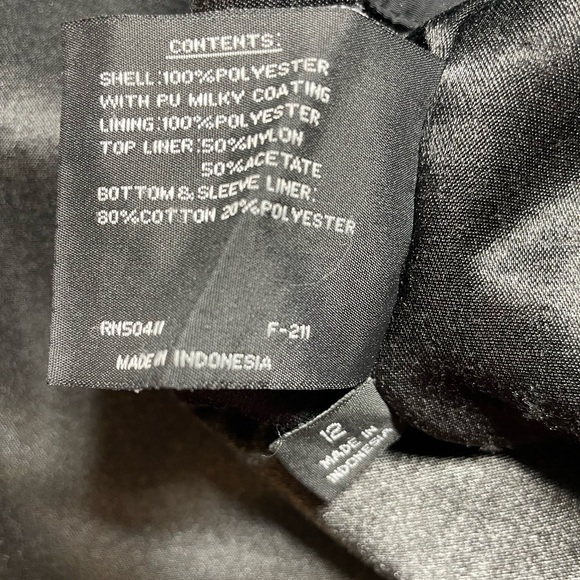 CONTENTS:
SHELL:100%POLYESTER
WITH PU MILKY COATING
LINING:100%POLYESTER
TOP LINER:50%NYLON
50%ACETATE
BOTTOM & SLEEVE LINER:
80%COTTON 20%POLYESTER
RN50411 F-211
MADE IN INDONESIA
12
MADE IN
INDONESIA